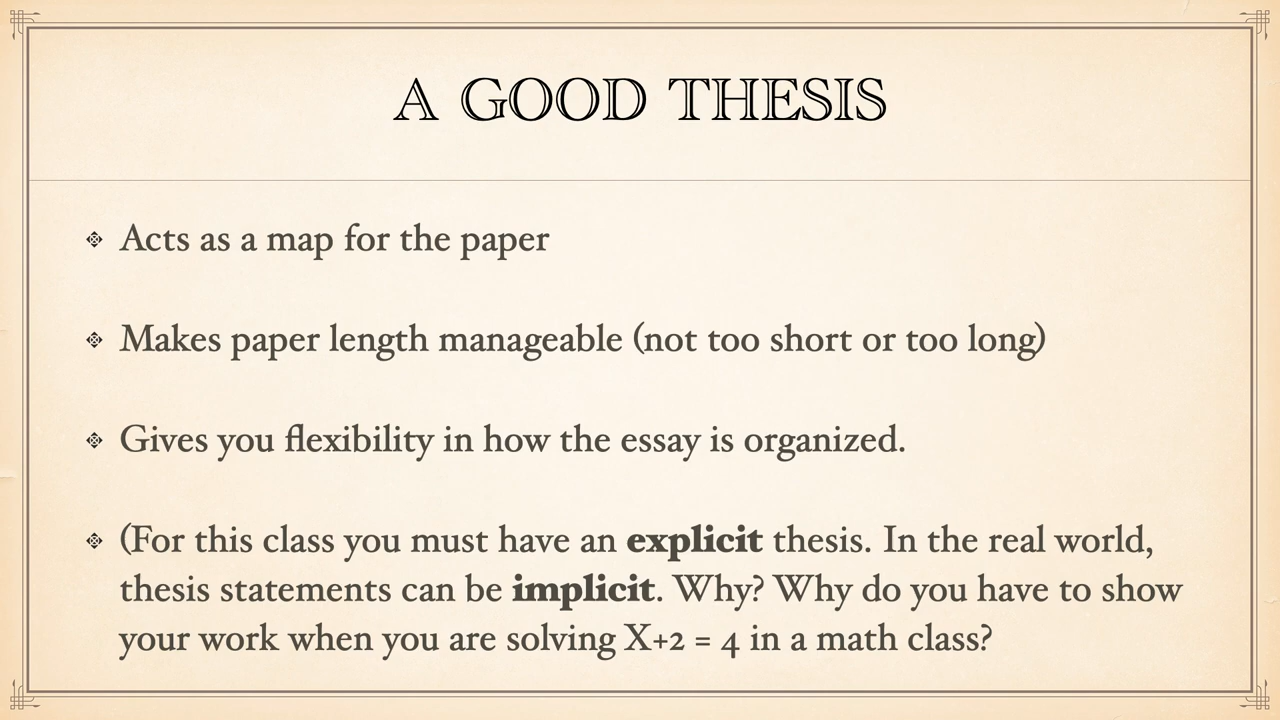 A GOOD THESIS
Acts as a map for the paper
Makes paper length manageable (not too short or too long)
Gives you flexibility in how the essay is organized.
(For this class you must have an explicit thesis. In the real world,
thesis statements can be implicit. Why? Why do you have to show
your work when you are solving X+2 = 4 in a math class?